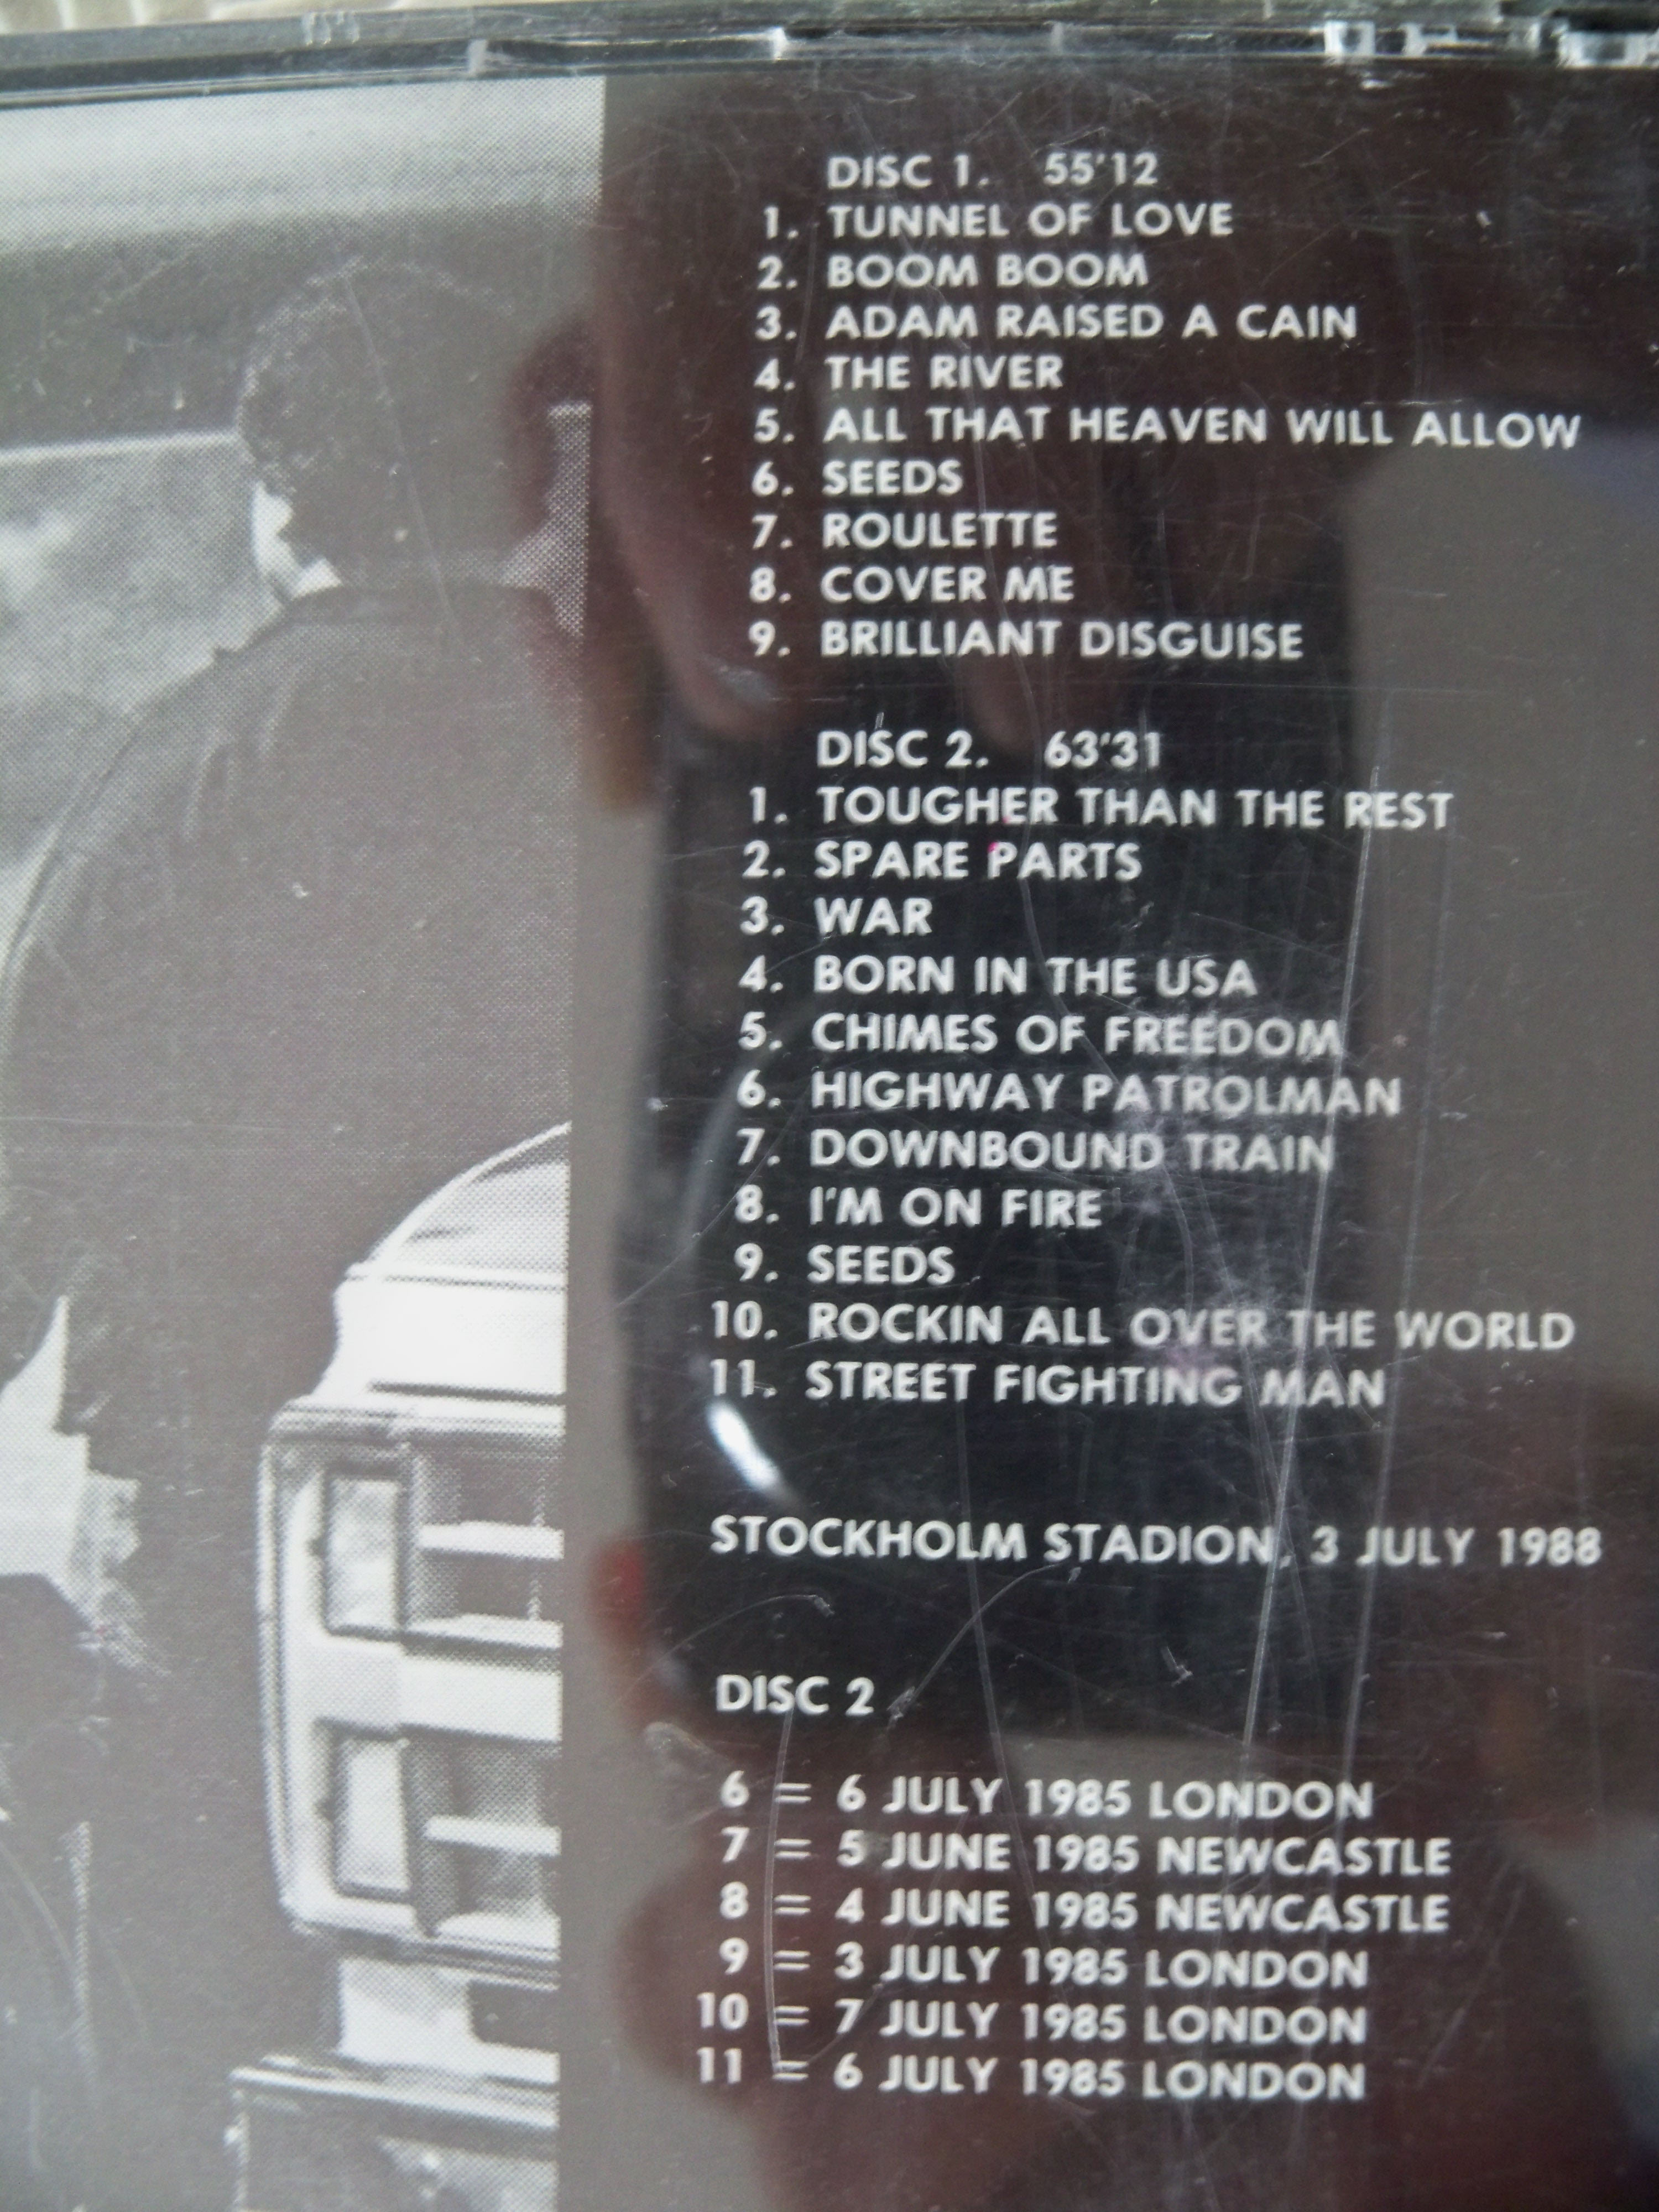 DISC 1. 55'12
1. TUNNEL OF LOVE
2. BOOM BOOM
3. ADAM RAISED A CAIN
4. THE RIVER
5. ALL THAT HEAVEN WILL ALLOW
6. SEEDS
7. ROULETTE
8. COVER ME
9. BRILLIANT DISGUISE
DISC 2. 63'31
1. TOUGHER THAN THE REST
2. SPARE PARTS
3. WAR
4. BORN IN THE USA
5. CHIMES OF FREEDOM
6. HIGHWAY PATROLMAN
7. DOWNBOUND TRAIN
8. I'M ON FIRE
9. SEEDS
10. ROCKIN ALL OVER THE WORLD
11. STREET FIGHTING MAN
STOCKHOLM STADION, 3 JULY 1988
DISC 2
6 = 6 JULY 1985 LONDON
7 = 5 JUNE 1985 NEWCASTLE
8 = 4 JUNE 1985 NEWCASTLE
9 = 3 JULY 1985 LONDON
10 = 7 JULY 1985 LONDON
11 = 6 JULY 1985 LONDON